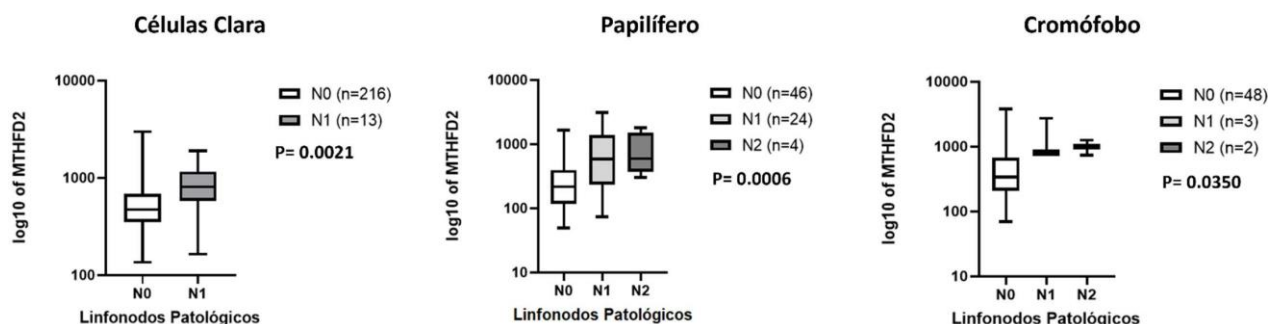 Células Clara
log10 of MTHFD2
10000
1000
100
N0
N1
Linfonodos Patológicos
N0 (n=216)
N1 (n=13)
P= 0.0021
Papilífero
log10 of MTHFD2
10000
1000
100
10
N0
N1
N2
Linfonodos Patológicos
N0 (n=46)
N1 (n=24)
N2 (n=4)
P= 0.0006
Cromófobo
log10 of MTHFD2
10000
1000
100
10
N0
N1
N2
Linfonodos Patológicos
N0 (n=48)
N1 (n=3)
N2 (n=2)
P= 0.0350